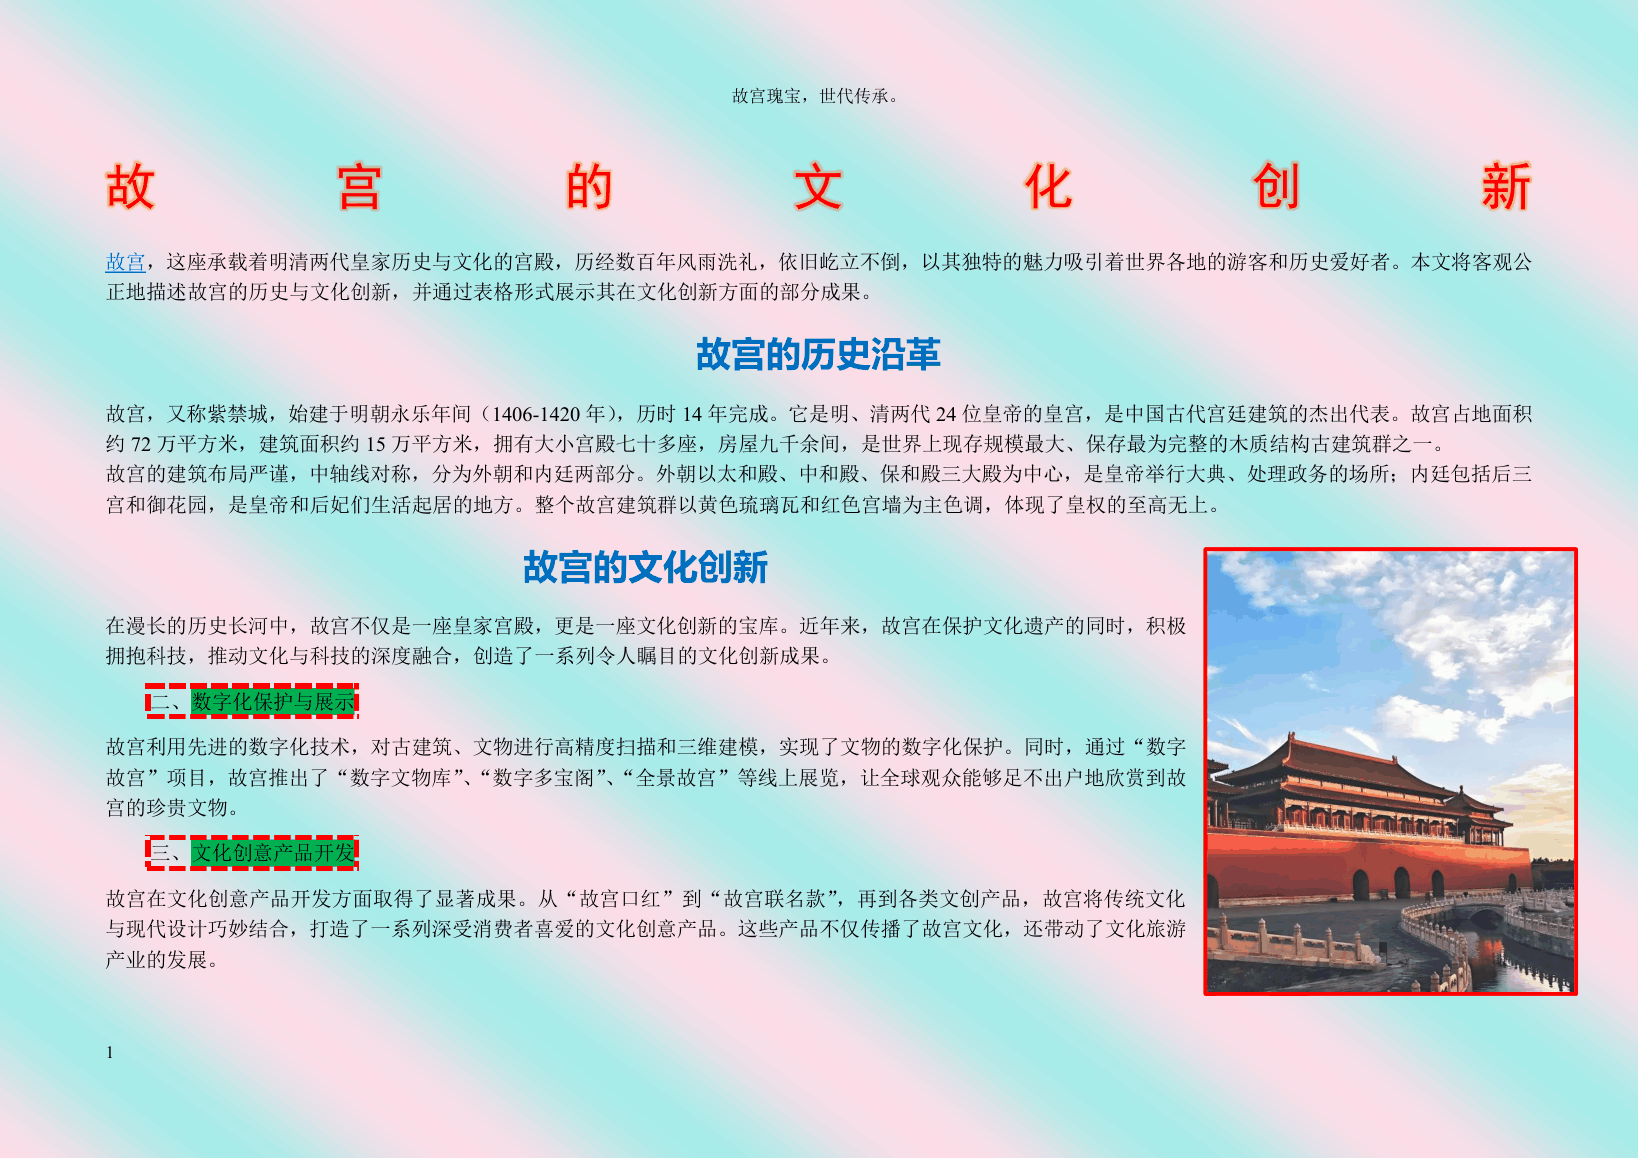 故宫瑰宝，世代传承。
故宫的文化创新
故宫，这座承载着明清两代皇家历史与文化的宫殿，历经数百年风雨洗礼，依旧屹立不倒，以其独特的魅力吸引着世界各地的游客和历史爱好者。本文将客观公
正地描述故宫的历史与文化创新，并通过表格形式展示其在文化创新方面的部分成果。
故宫的历史沿革
故宫，又称紫禁城，始建于明朝永乐年间（1406-1420 年），历时 14 年完成。它是明、清两代 24 位皇帝的皇宫，是中国古代宫廷建筑的杰出代表。故宫占地面积
约 72 万平方米，建筑面积约 15 万平方米，拥有大小宫殿七十多座，房屋九千余间，是世界上现存规模最大、保存最为完整的木质结构古建筑群之一。
故宫的建筑布局严谨，中轴线对称，分为外朝和内廷两部分。外朝以太和殿、中和殿、保和殿三大殿为中心，是皇帝举行大典、处理政务的场所；内廷包括后三
宫和御花园，是皇帝和后妃们生活起居的地方。整个故宫建筑群以黄色琉璃瓦和红色宫墙为主色调，体现了皇权的至高无上。
故宫的文化创新
在漫长的历史长河中，故宫不仅是一座皇家宫殿，更是一座文化创新的宝库。近年来，故宫在保护文化遗产的同时，积极
拥抱科技，推动文化与科技的深度融合，创造了一系列令人瞩目的文化创新成果。
二、数字化保护与展示
故宫利用先进的数字化技术，对古建筑、文物进行高精度扫描和三维建模，实现了文物的数字化保护。同时，通过“数字
故宫”项目，故宫推出了“数字文物库”、“数字多宝阁”、“全景故宫”等线上展览，让全球观众能够足不出户地欣赏到故
宫的珍贵文物。
三、文化创意产品开发
故宫在文化创意产品开发方面取得了显著成果。从“故宫口红”到“故宫联名款”，再到各类文创产品，故宫将传统文化
与现代设计巧妙结合，打造了一系列深受消费者喜爱的文化创意产品。这些产品不仅传播了故宫文化，还带动了文化旅游
产业的发展。
1